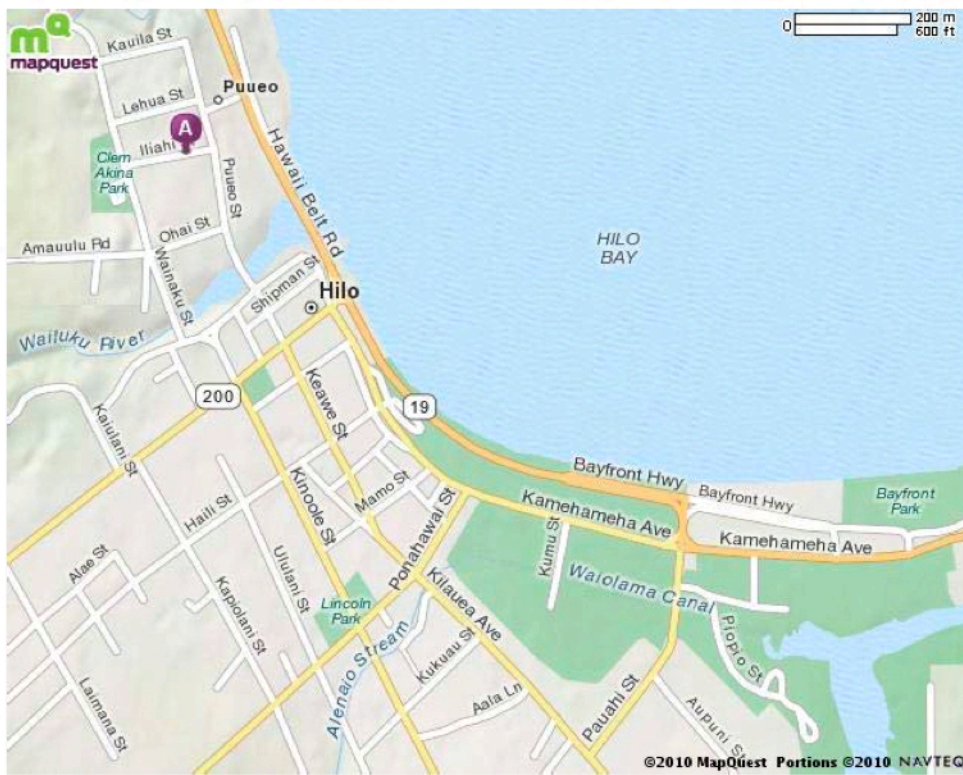 mq
mapquest
0
200 m
600 ft
Kauila St
Puueo
Lehua St
A
Iliahi
Clem
Akina
Park
Puueo St
Hawaii Belt Rd
Ohai St
Amauulu Rd
Wainaku St
HILO
BAY
Shipman St
Hilo
Wailuku River
200
19
Keawe St
Kaiulani St
Bayfront Hwy
Bayfront Hwy
Bayfront
Park
Mamo St
Haili St
Kinoole St
Ponahawai St
Kamehameha Ave
Kamehameha Ave
Kumu St
Alae St
Ululani St
Kapiolani St
Lincoln
Park
Kilauea Ave
Waiolama Canal
Piopio St
Alenaio Stream
Kukuau St
Aala Ln
Laimana St
Pauahi St
Aupuni St
©2010 MapQuest Portions ©2010 NAVTEQ